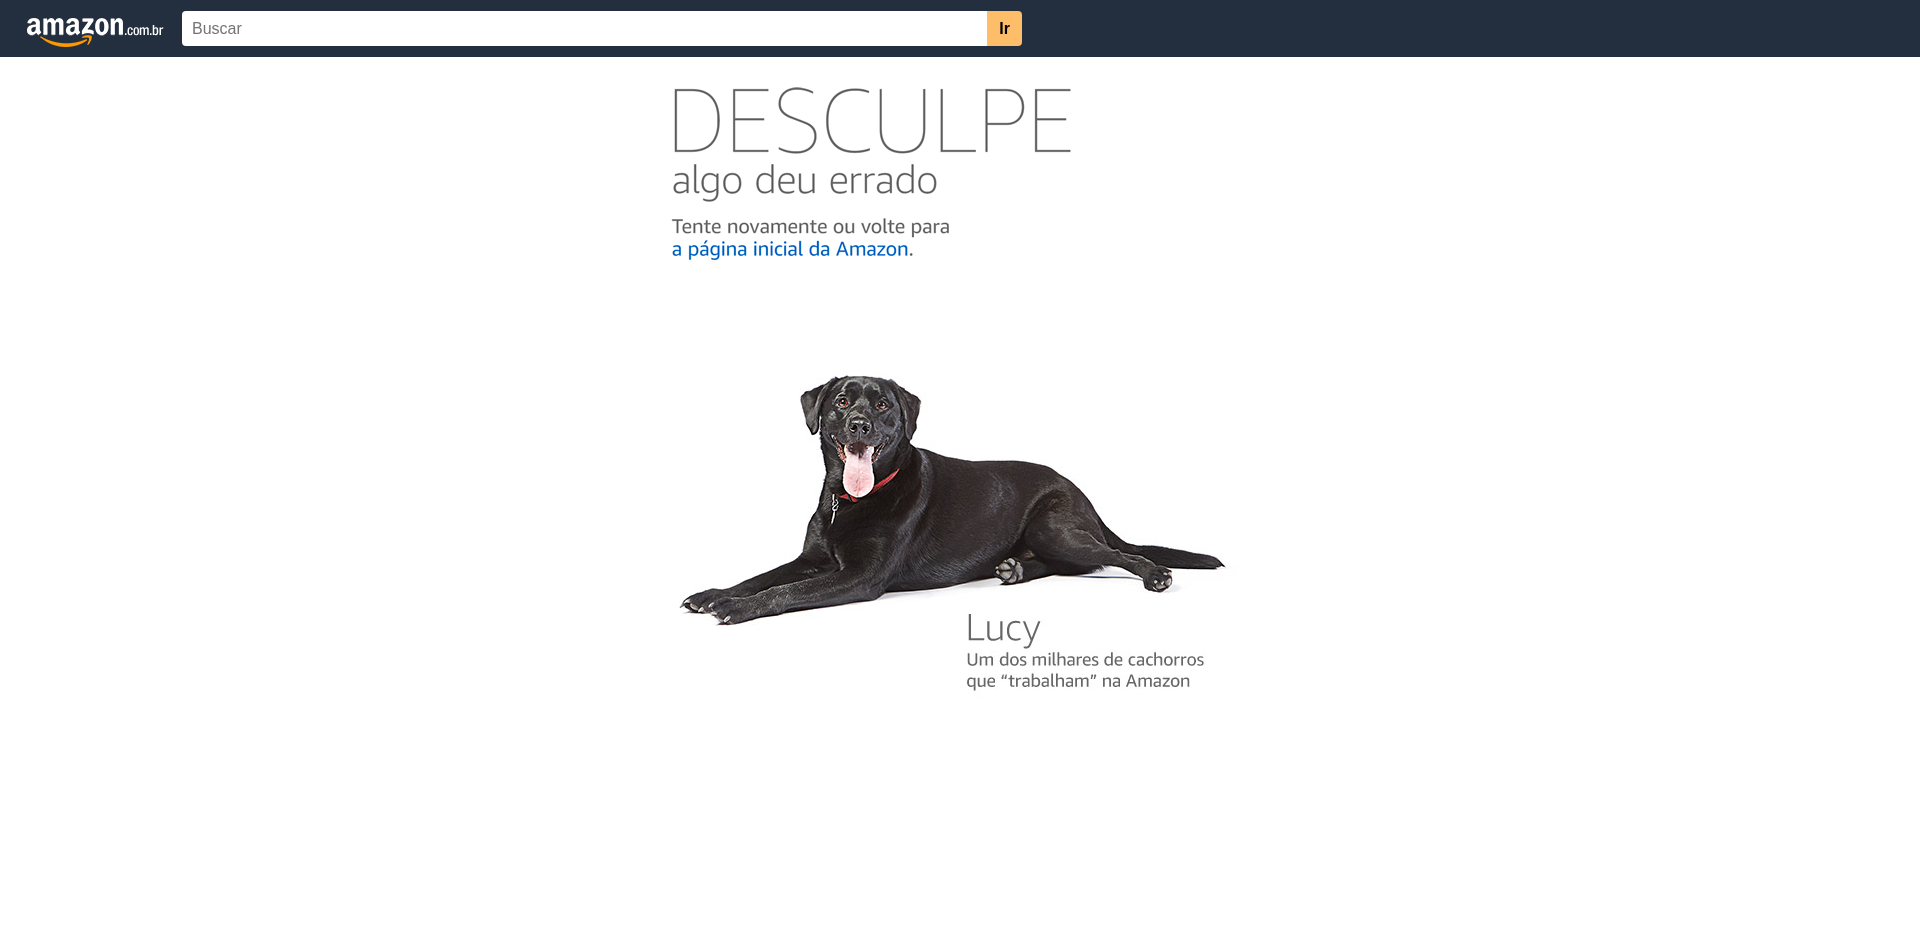 amazon.com.br
Buscar
Ir
DESCULPE
algo deu errado
Tente novamente ou volte para
a página inicial da Amazon.
Lucy
Um dos milhares de cachorros
que “trabalham” na Amazon